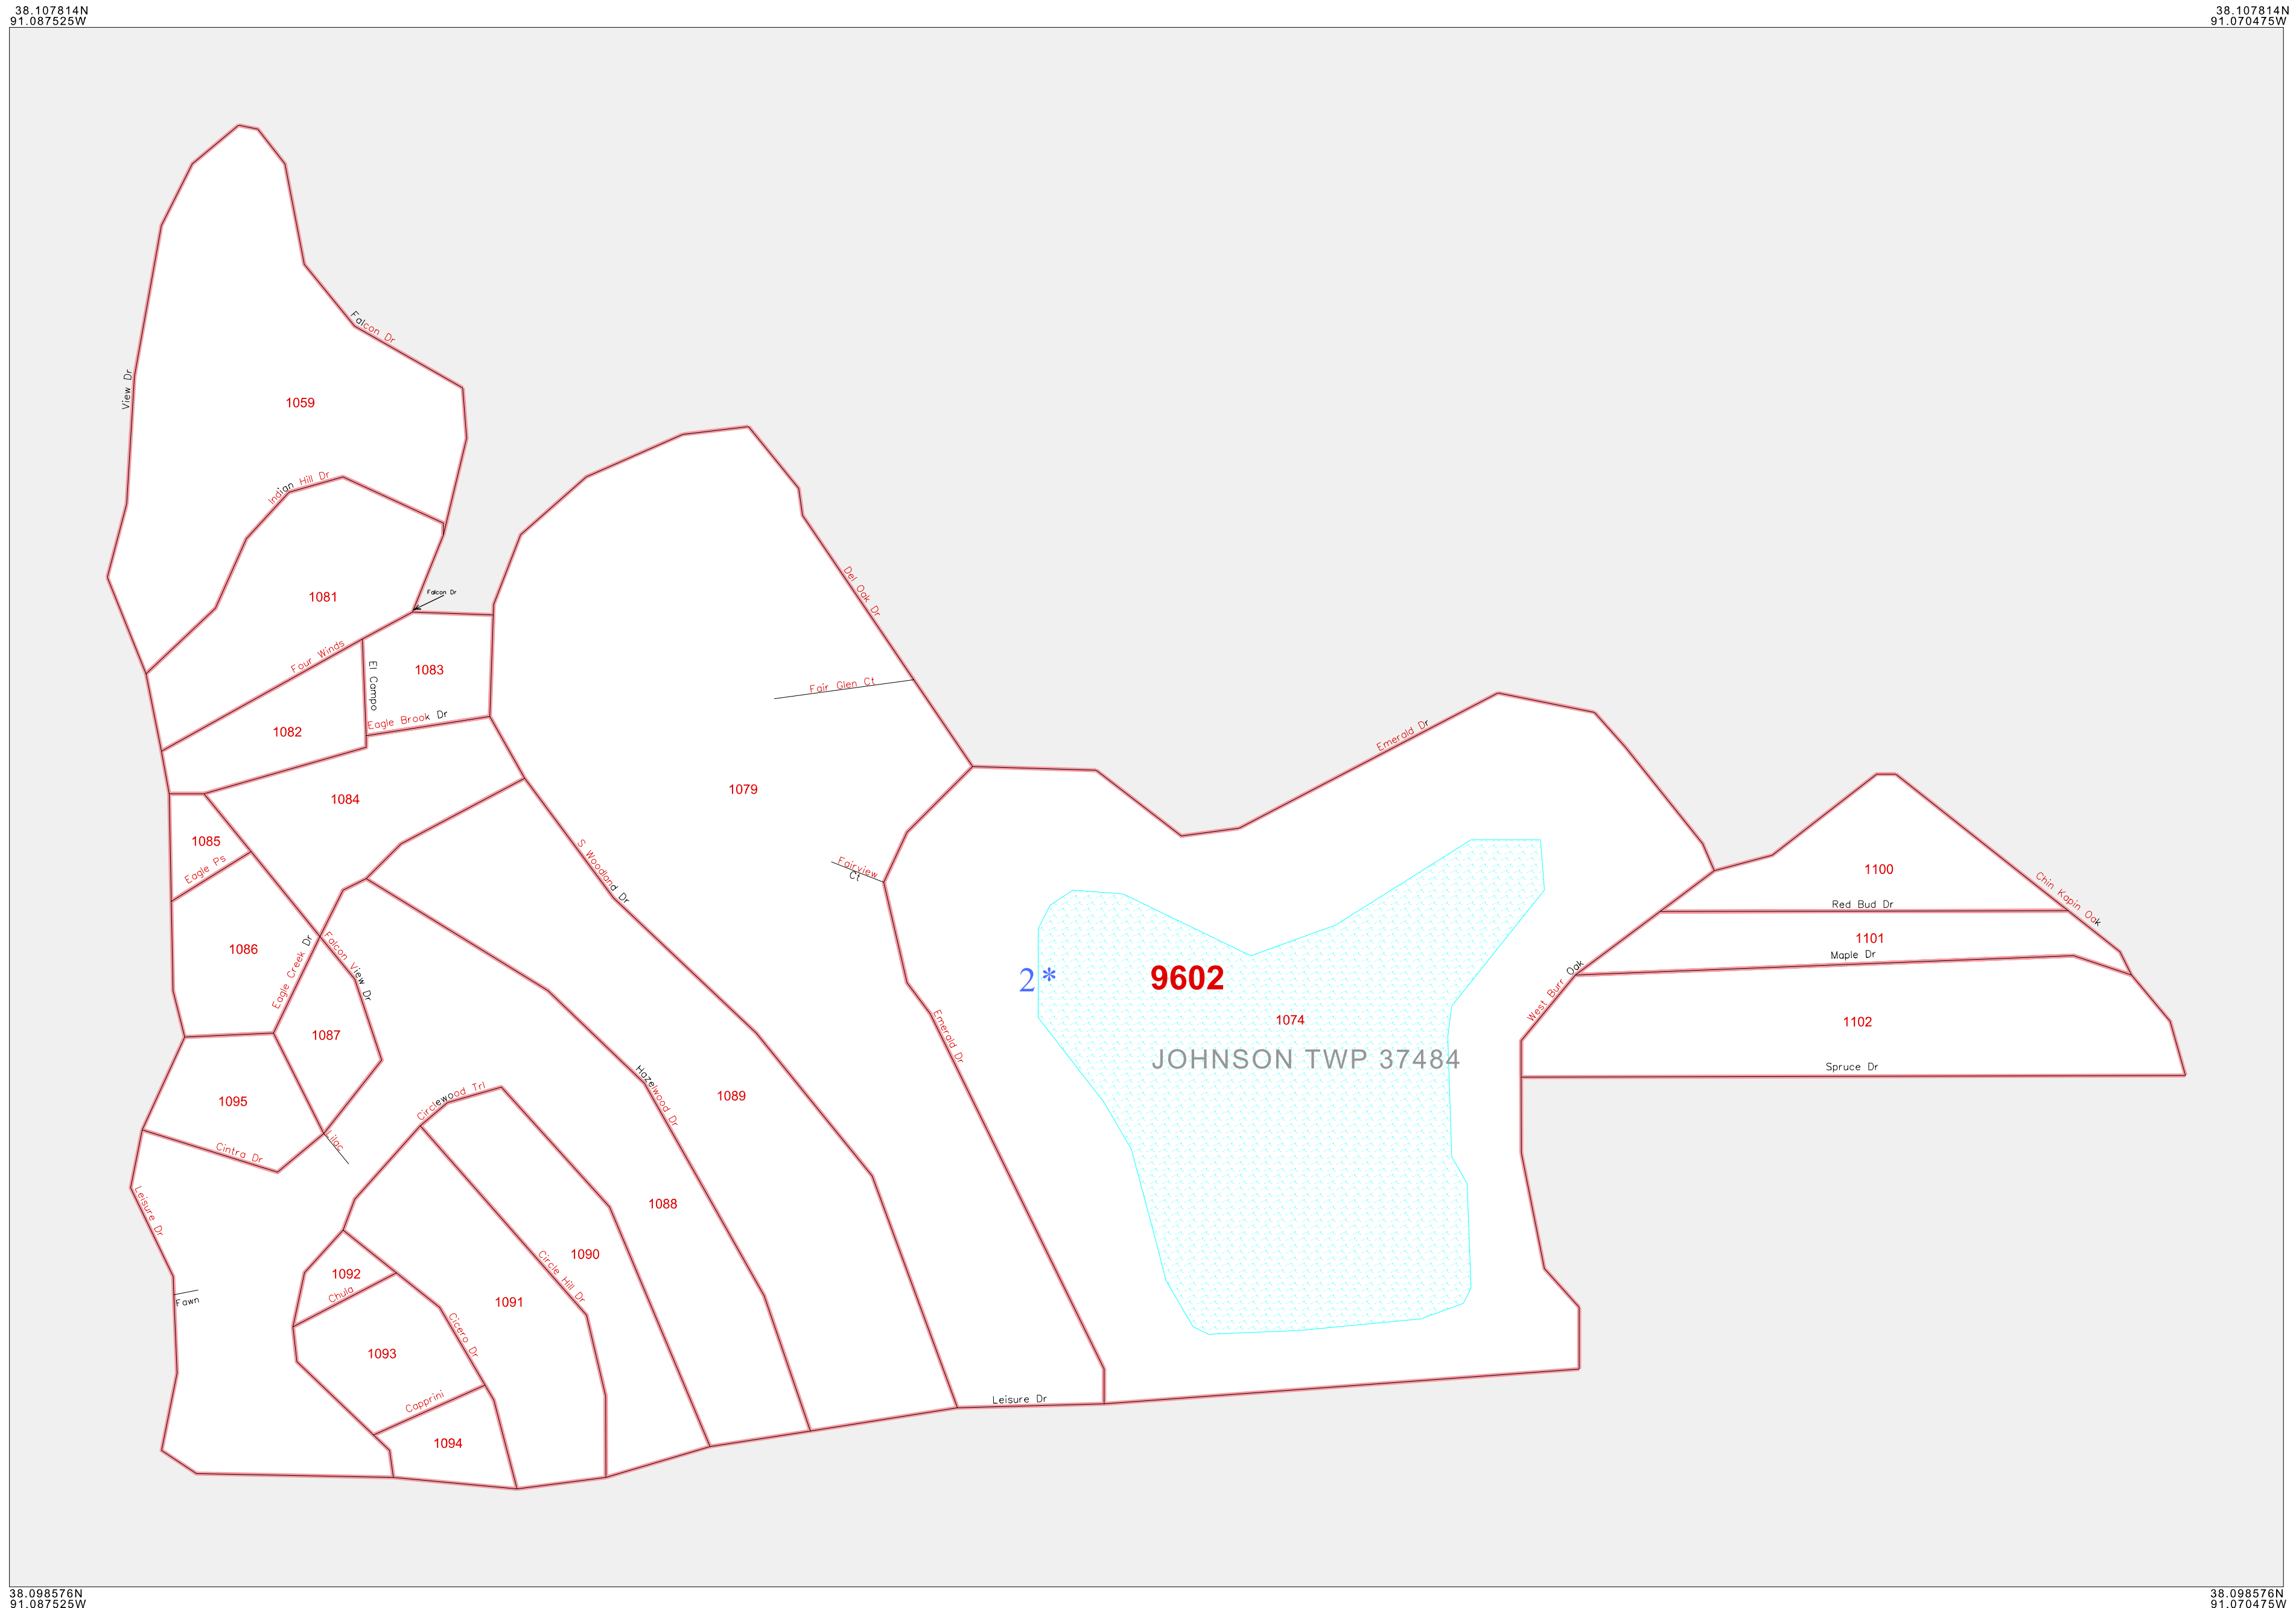 38.107814N
91.087525W
38.107814N
91.070475W
Falcon Dr
View Dr
1059
Indian Hill Dr
1081
Falcon Dr
Del Oak Dr
Four Winds
El Campo
1083
Fair Glen Ct
Eagle Brook Dr
1082
Emerald Dr
1084
1079
1085
Eagle Ps
S Woodland Dr
Fairview
Ct
1100
Chin Kapin Oak
Red Bud Dr
1101
Maple Dr
1086
Eagle Creek Dr
Falcon View Dr
2*
9602
West Burr Oak
1074
1102
1087
Emerald Dr
JOHNSON TWP 37484
Spruce Dr
1095
Circlewood Trl
Hazelwood Dr
1089
Lilac
Cintra Dr
Leisure Dr
1088
1090
Circle Hill Dr
1092
Chula
Fawn
1091
Cicero Dr
1093
Capprini
Leisure Dr
1094
38.098576N
91.087525W
38.098576N
91.070475W